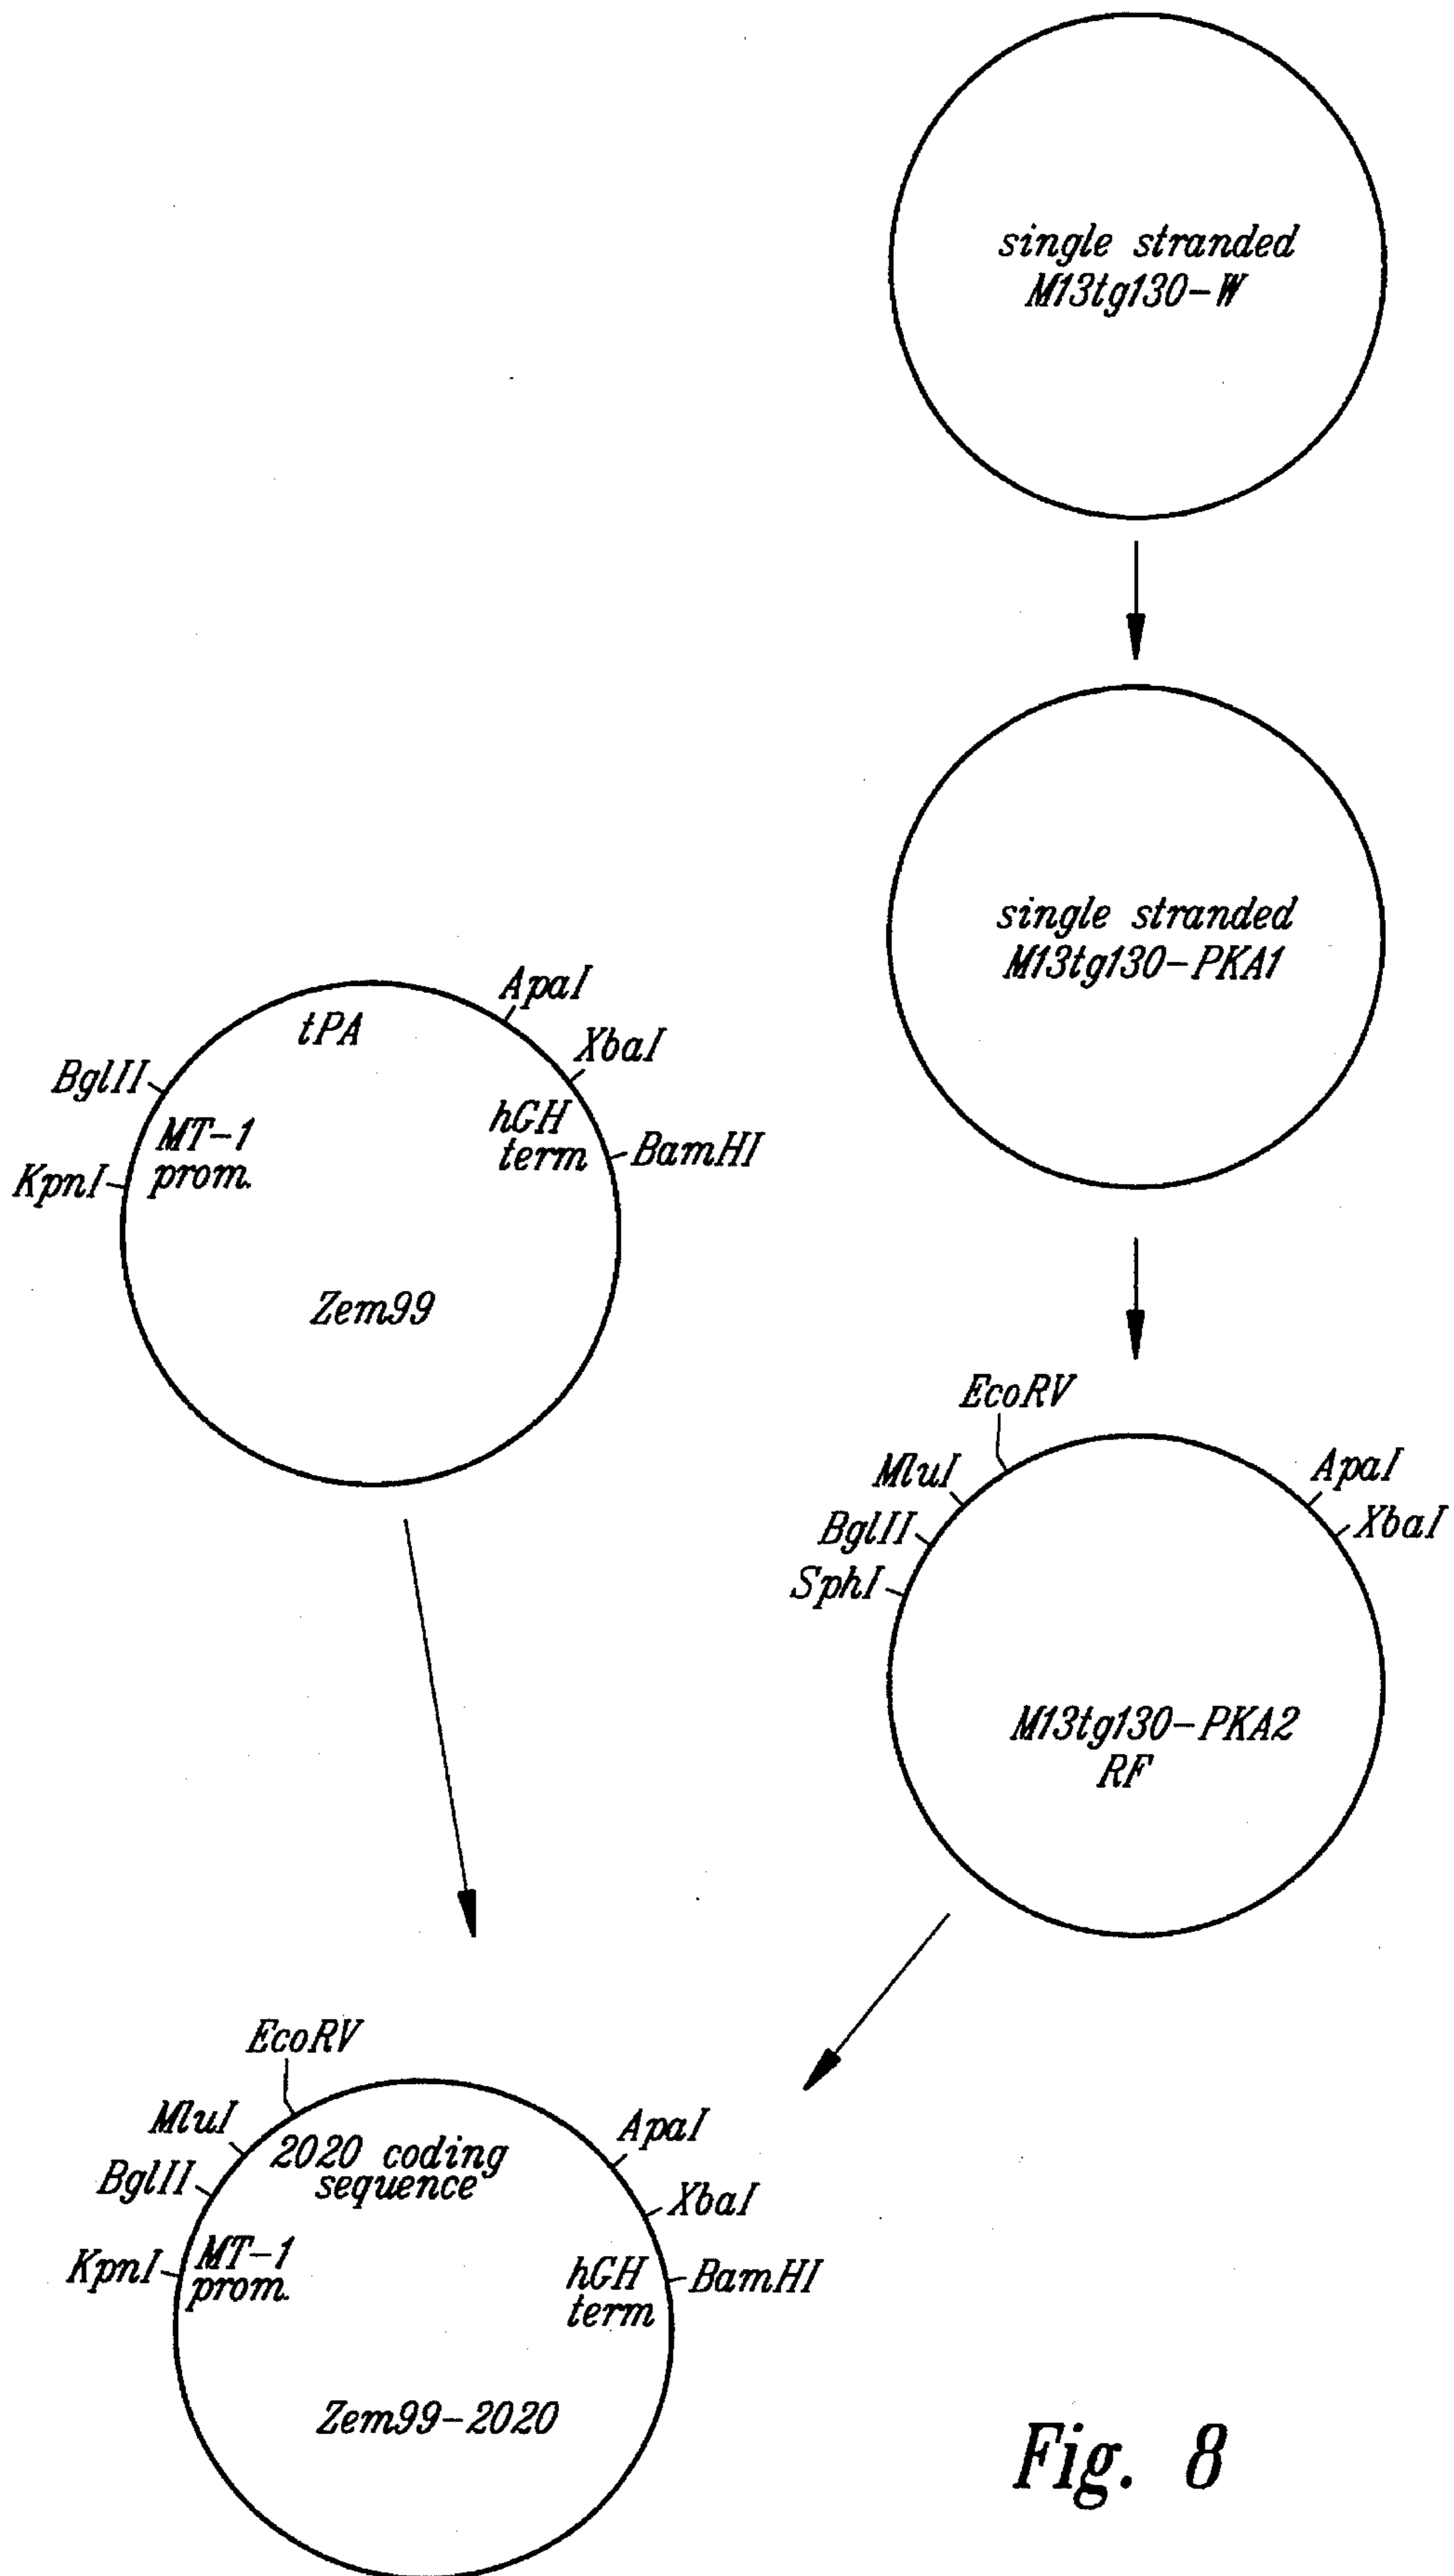 single stranded
M13tg130-W
single stranded
M13tg130-PKA1
ApaI
tPA
XbaI
BglII
hGH
term
MT-1
prom.
BamHI
KpnI
Zem99
EcoRV
MluI
ApaI
BglII
XbaI
SphI
M13tg130-PKA2
RF
EcoRV
MluI
ApaI
2020 coding
sequence
BglII
XbaI
KpnI
MT-1
prom.
hGH
term
BamHI
Zem99-2020
Fig. 8